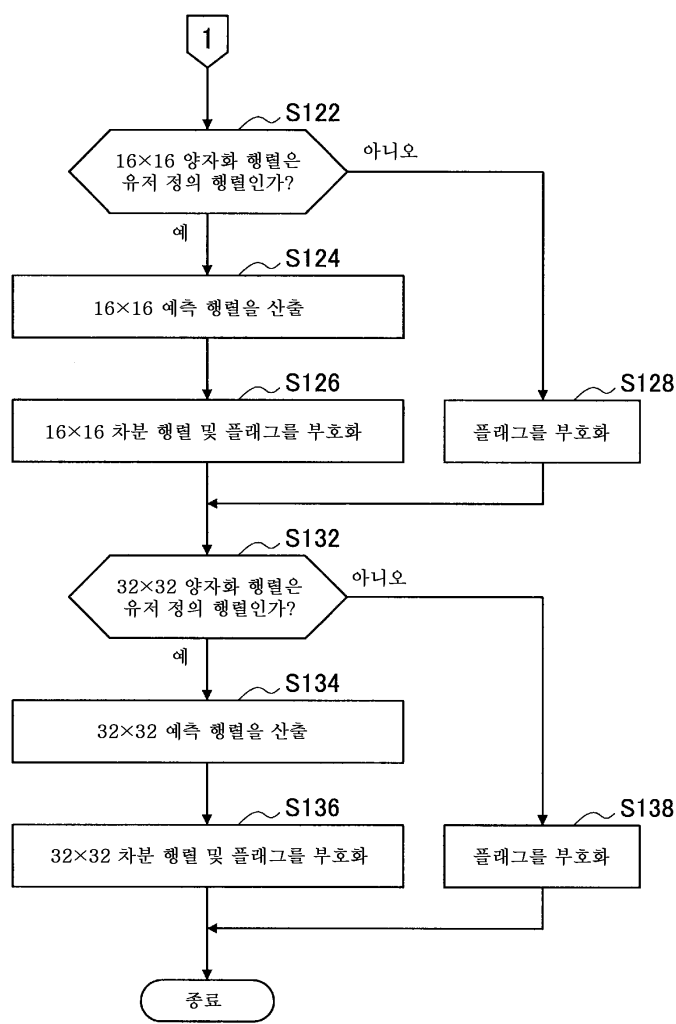 1
S122
16×16 양자화 행렬은
유저 정의 행렬인가?
아니오
예
S124
16×16 예측 행렬을 산출
S126
16×16 차분 행렬 및 플래그를 부호화
S128
플래그를 부호화
S132
32×32 양자화 행렬은
유저 정의 행렬인가?
아니오
예
S134
32×32 예측 행렬을 산출
S136
32×32 차분 행렬 및 플래그를 부호화
S138
플래그를 부호화
종료